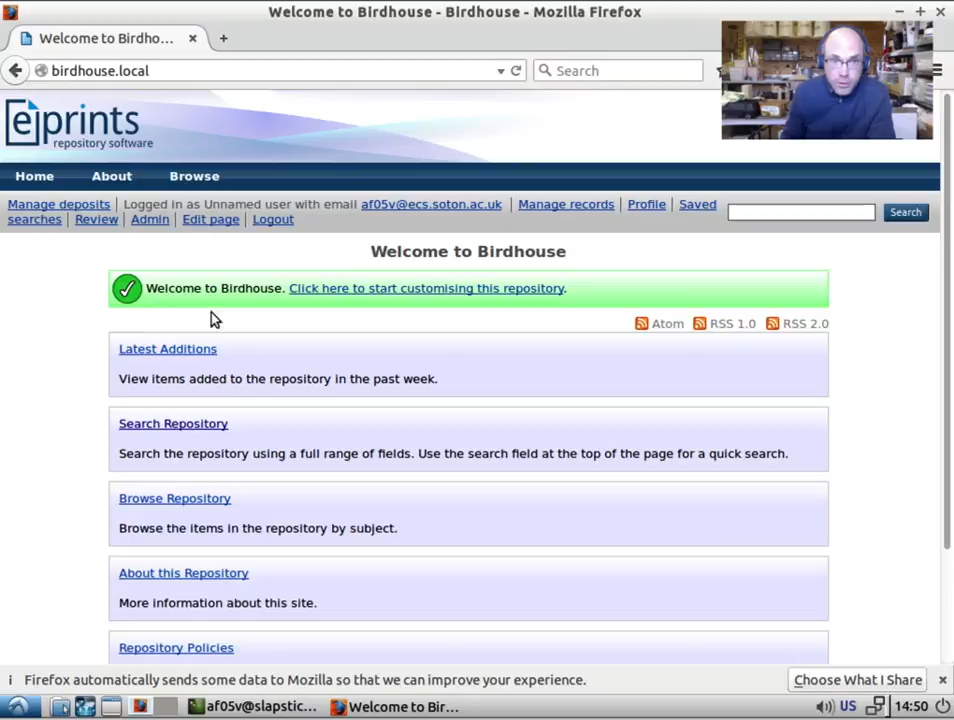 Welcome to Birdhouse - Birdhouse - Mozilla Firefox
Welcome to Birdho...
birdhouse.local
Search
eprints
repository software
Home About Browse
Manage deposits Logged in as Unnamed user with email af05v@ecs.soton.ac.uk Manage records Profile Saved
searches Review Admin Edit page Logout
Search
Welcome to Birdhouse
Welcome to Birdhouse. Click here to start customising this repository.
Atom RSS 1.0 RSS 2.0
Latest Additions
View items added to the repository in the past week.
Search Repository
Search the repository using a full range of fields. Use the search field at the top of the page for a quick search.
Browse Repository
Browse the items in the repository by subject.
About this Repository
More information about this site.
Repository Policies
i Firefox automatically sends some data to Mozilla so that we can improve your experience. Choose What I Share
af05v@slapstic... Welcome to Bir... US 14:50